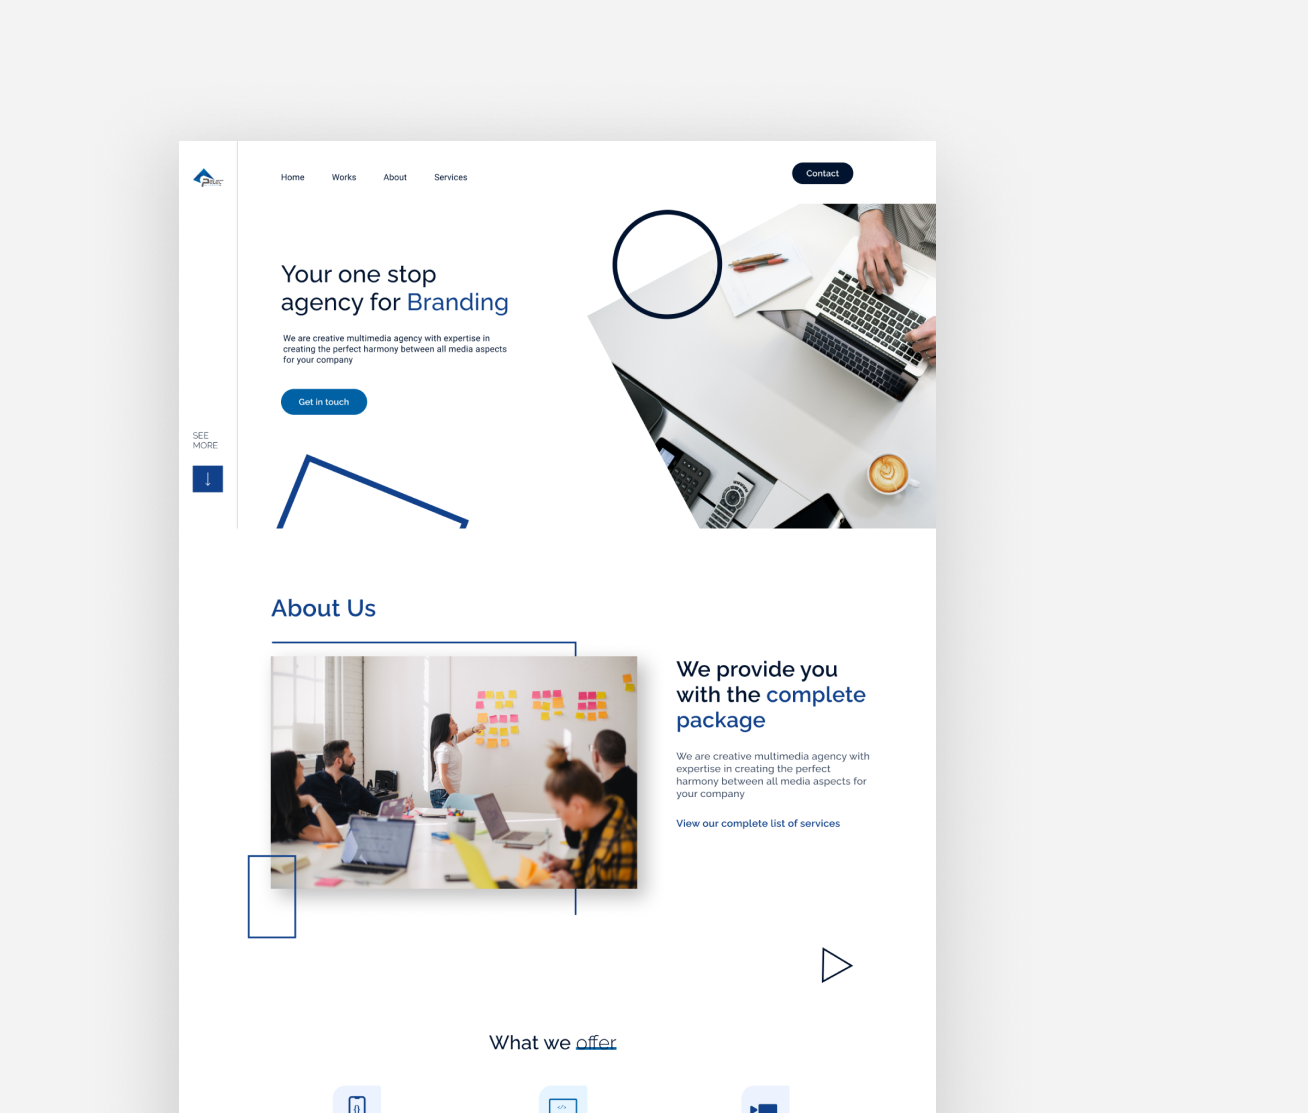 Home Works About Services
Contact
Your one stop
agency for Branding
We are creative multimedia agency with expertise in
creating the perfect harmony between all media aspects
for your company
Get in touch
SEE
MORE
About Us
We provide you
with the complete
package
We are creative multimedia agency with
expertise in creating the perfect
harmony between all media aspects for
your company
View our complete list of services
What we offer
{}
</>